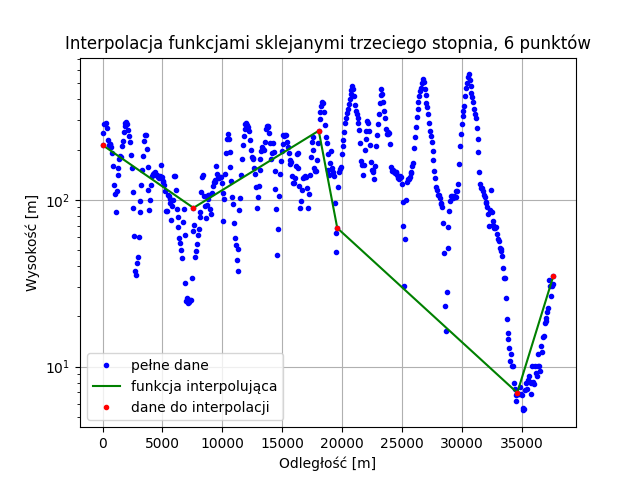 Interpolacja funkcjami sklejanymi trzeciego stopnia, 6 punktów
Wysokość [m]
10²
10¹
pełne dane
funkcja interpolująca
dane do interpolacji
0 5000 10000 15000 20000 25000 30000 35000
Odległość [m]